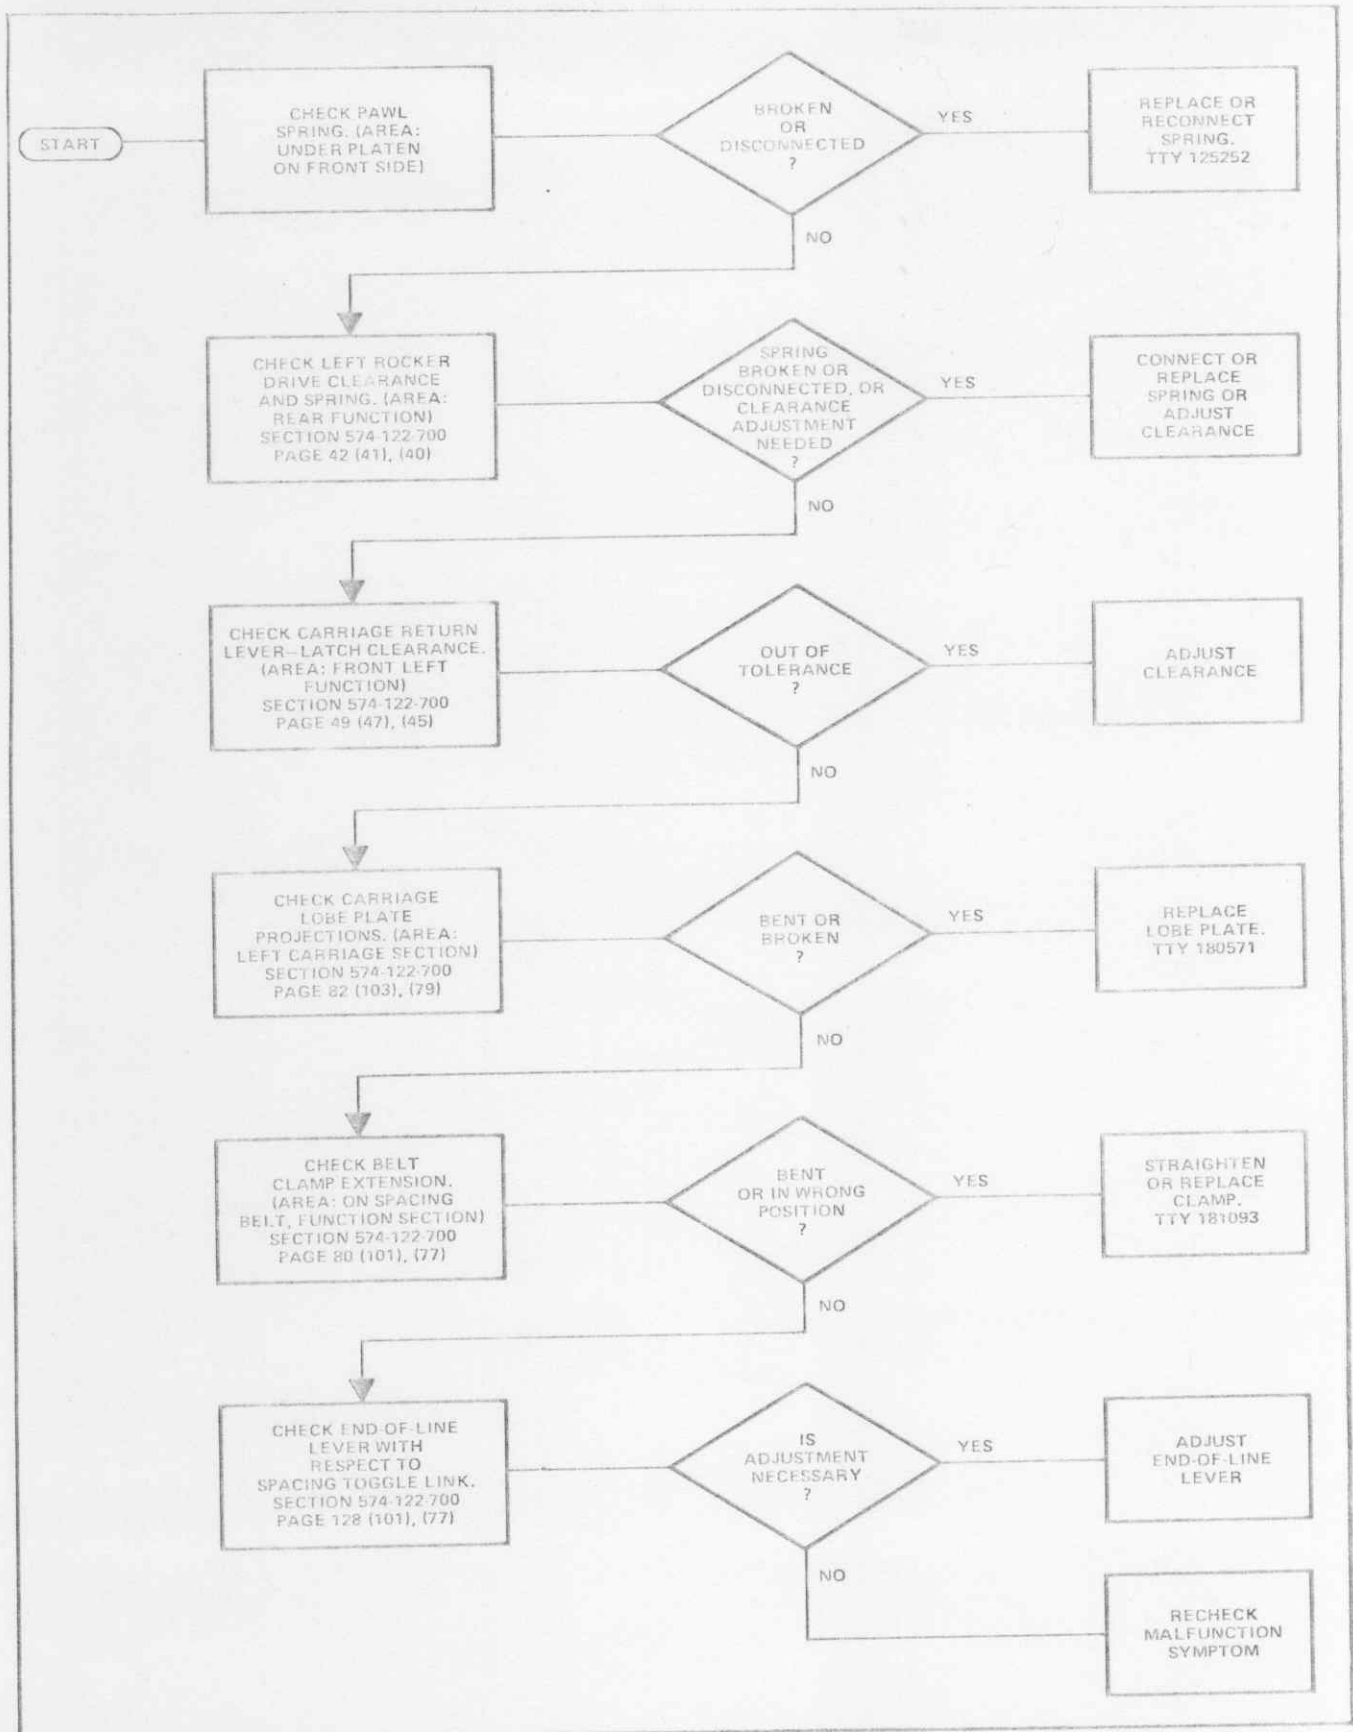 START
CHECK PAWL
SPRING. (AREA:
UNDER PLATEN
ON FRONT SIDE)
BROKEN
OR
DISCONNECTED
?
YES
REPLACE OR
RECONNECT
SPRING.
TTY 125252
NO
CHECK LEFT ROCKER
DRIVE CLEARANCE
AND SPRING. (AREA:
REAR FUNCTION)
SECTION 574-122-700
PAGE 42 (41), (40)
SPRING
BROKEN OR
DISCONNECTED, OR
CLEARANCE
ADJUSTMENT
NEEDED
?
YES
CONNECT OR
REPLACE
SPRING OR
ADJUST
CLEARANCE
NO
CHECK CARRIAGE RETURN
LEVER–LATCH CLEARANCE.
(AREA: FRONT LEFT
FUNCTION)
SECTION 574-122-700
PAGE 49 (47), (45)
OUT OF
TOLERANCE
?
YES
ADJUST
CLEARANCE
NO
CHECK CARRIAGE
LOBE PLATE
PROJECTIONS. (AREA:
LEFT CARRIAGE SECTION)
SECTION 574-122-700
PAGE 82 (103), (79)
BENT OR
BROKEN
?
YES
REPLACE
LOBE PLATE.
TTY 180571
NO
CHECK BELT
CLAMP EXTENSION.
(AREA: ON SPACING
BELT, FUNCTION SECTION)
SECTION 574-122-700
PAGE 80 (101), (77)
BENT
OR IN WRONG
POSITION
?
YES
STRAIGHTEN
OR REPLACE
CLAMP.
TTY 181093
NO
CHECK END-OF-LINE
LEVER WITH
RESPECT TO
SPACING TOGGLE LINK.
SECTION 574-122-700
PAGE 128 (101), (77)
IS
ADJUSTMENT
NECESSARY
?
YES
ADJUST
END-OF-LINE
LEVER
NO
RECHECK
MALFUNCTION
SYMPTOM